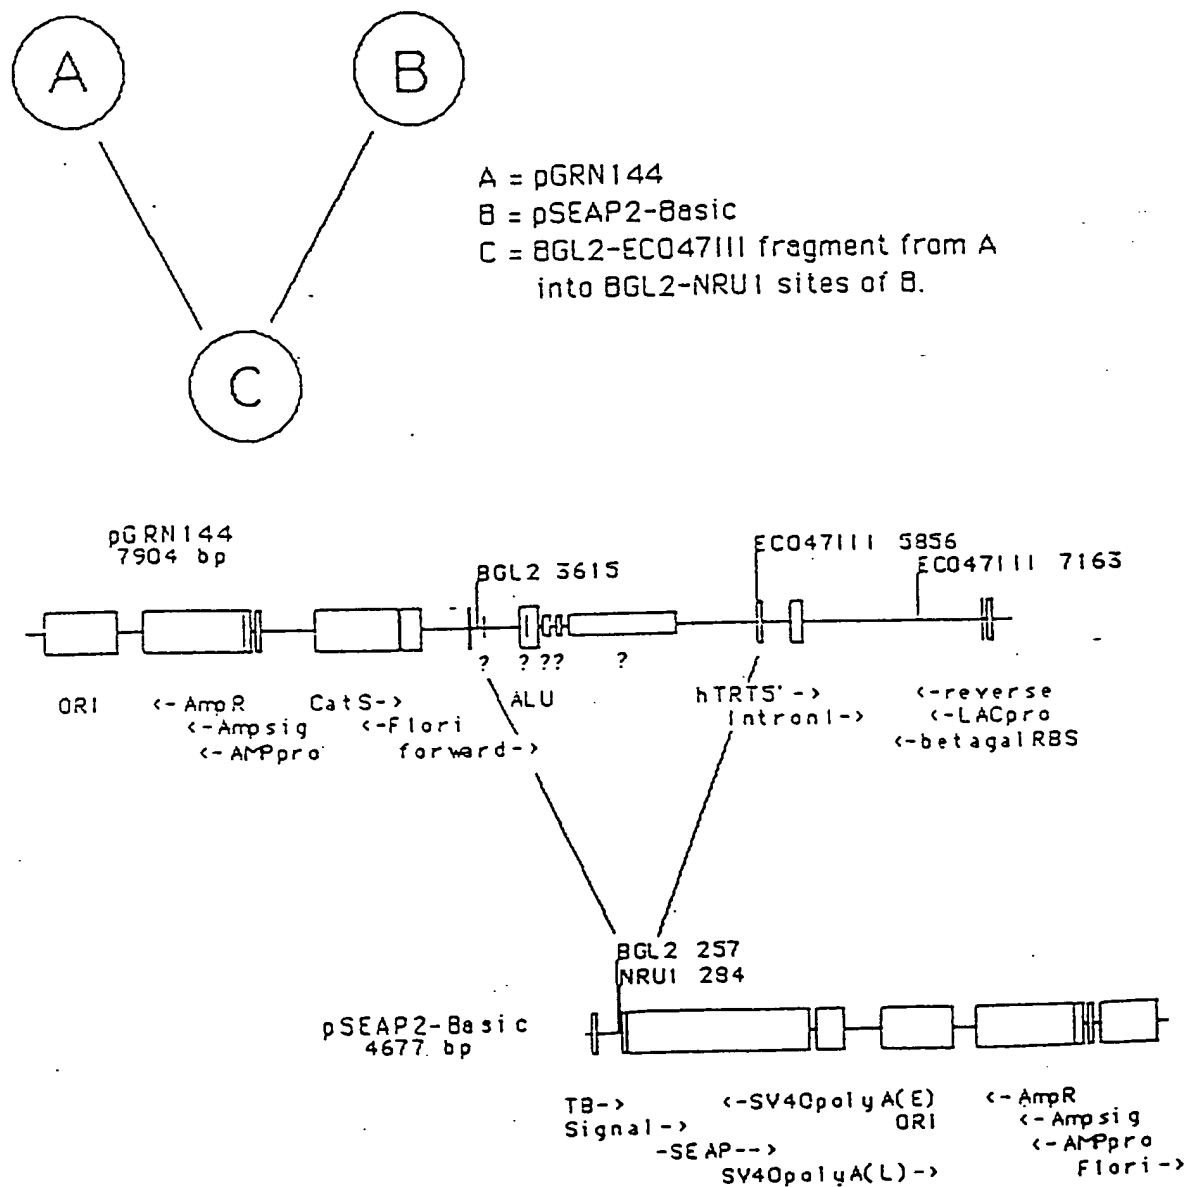 A
B
A = pGRN144
B = pSEAP2-Basic
C = BGL2-ECO47III fragment from A
into BGL2-NRU1 sites of B.
C
pGRN144
7904 bp
BGL2 3615
ECO47III 5856
ECO47III 7163
? ? ?? ?
ORI
<-AmpR
<-Ampsig
<-AMPpro
CatS->
<-Flori
forward->
ALU
hTRT5'->
Intron1->
<-reverse
<-LACpro
<-betagalRBS
BGL2 257
NRU1 284
pSEAP2-Basic
4677 bp
TB->
Signal->
-SEAP-->
<-SV40polyA(E)
ORI
SV40polyA(L)->
<-AmpR
<-Ampsig
<-AMPpro
Flori->